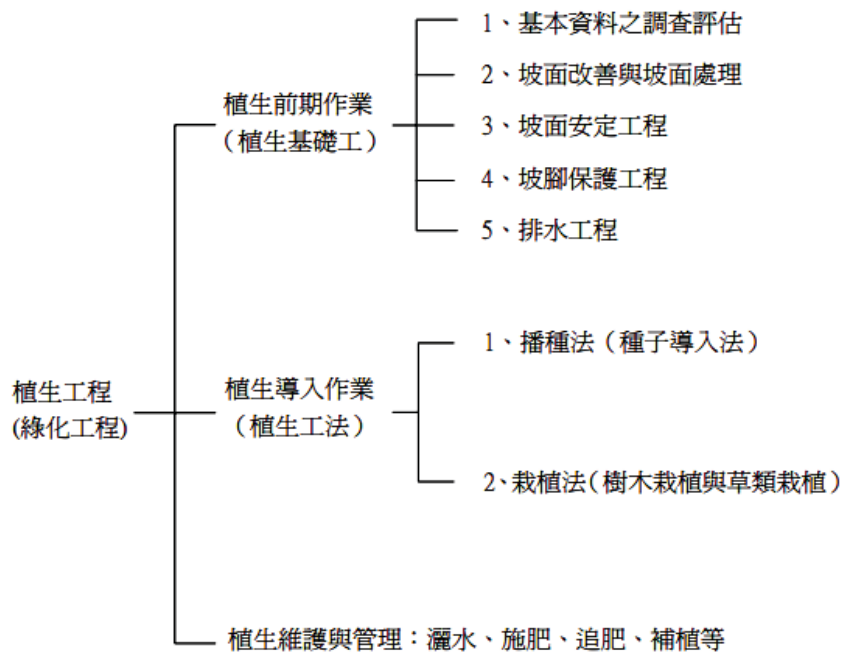 植生工程
(綠化工程)
植生前期作業
（植生基礎工）
1、基本資料之調查評估
2、坡面改善與坡面處理
3、坡面安定工程
4、坡腳保護工程
5、排水工程
植生導入作業
（植生工法）
1、播種法（種子導入法）
2、栽植法（樹木栽植與草類栽植）
植生維護與管理：灑水、施肥、追肥、補植等